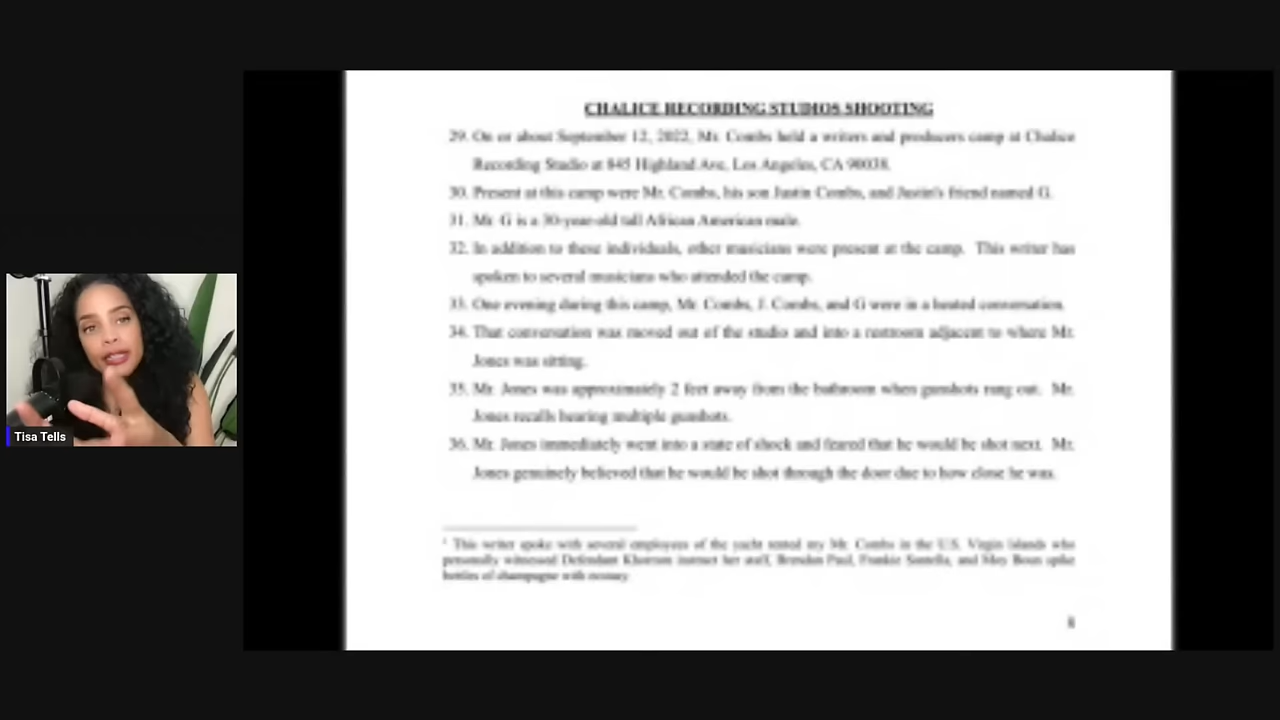 CHALICE RECORDING STUDIOS SHOOTING
29. On or about September 12, 2022, Mr. Combs held a writers and producers camp at Chalice
Recording Studio at 845 Highland Ave, Los Angeles, CA 90038.
30. Present at this camp were Mr. Combs, his son Justin Combs, and Justin's friend named G.
31. Mr. G is a 30-year-old tall African American male.
32. In addition to these individuals, other musicians were present at the camp. This writer has
spoken to several musicians who attended the camp.
33. One evening during this camp, Mr. Combs, J. Combs, and G were in a heated conversation.
34. That conversation was moved out of the studio and into a restroom adjacent to where Mr.
Jones was sitting.
35. Mr. Jones was approximately 2 feet away from the bathroom when gunshots rang out. Mr.
Jones recalls hearing multiple gunshots.
36. Mr. Jones immediately went into a state of shock and feared that he would be shot next. Mr.
Jones genuinely believed that he would be shot through the door due to how close he was.
Tisa Tells
This writer spoke with several employees of the yacht rented my Mr. Combs in the U.S. Virgin Islands who
personally witnessed Defendant Khorram instruct her staff, Brendan Paul, Frankie Santella, and Moy Boun spike
bottles of champagne with
8